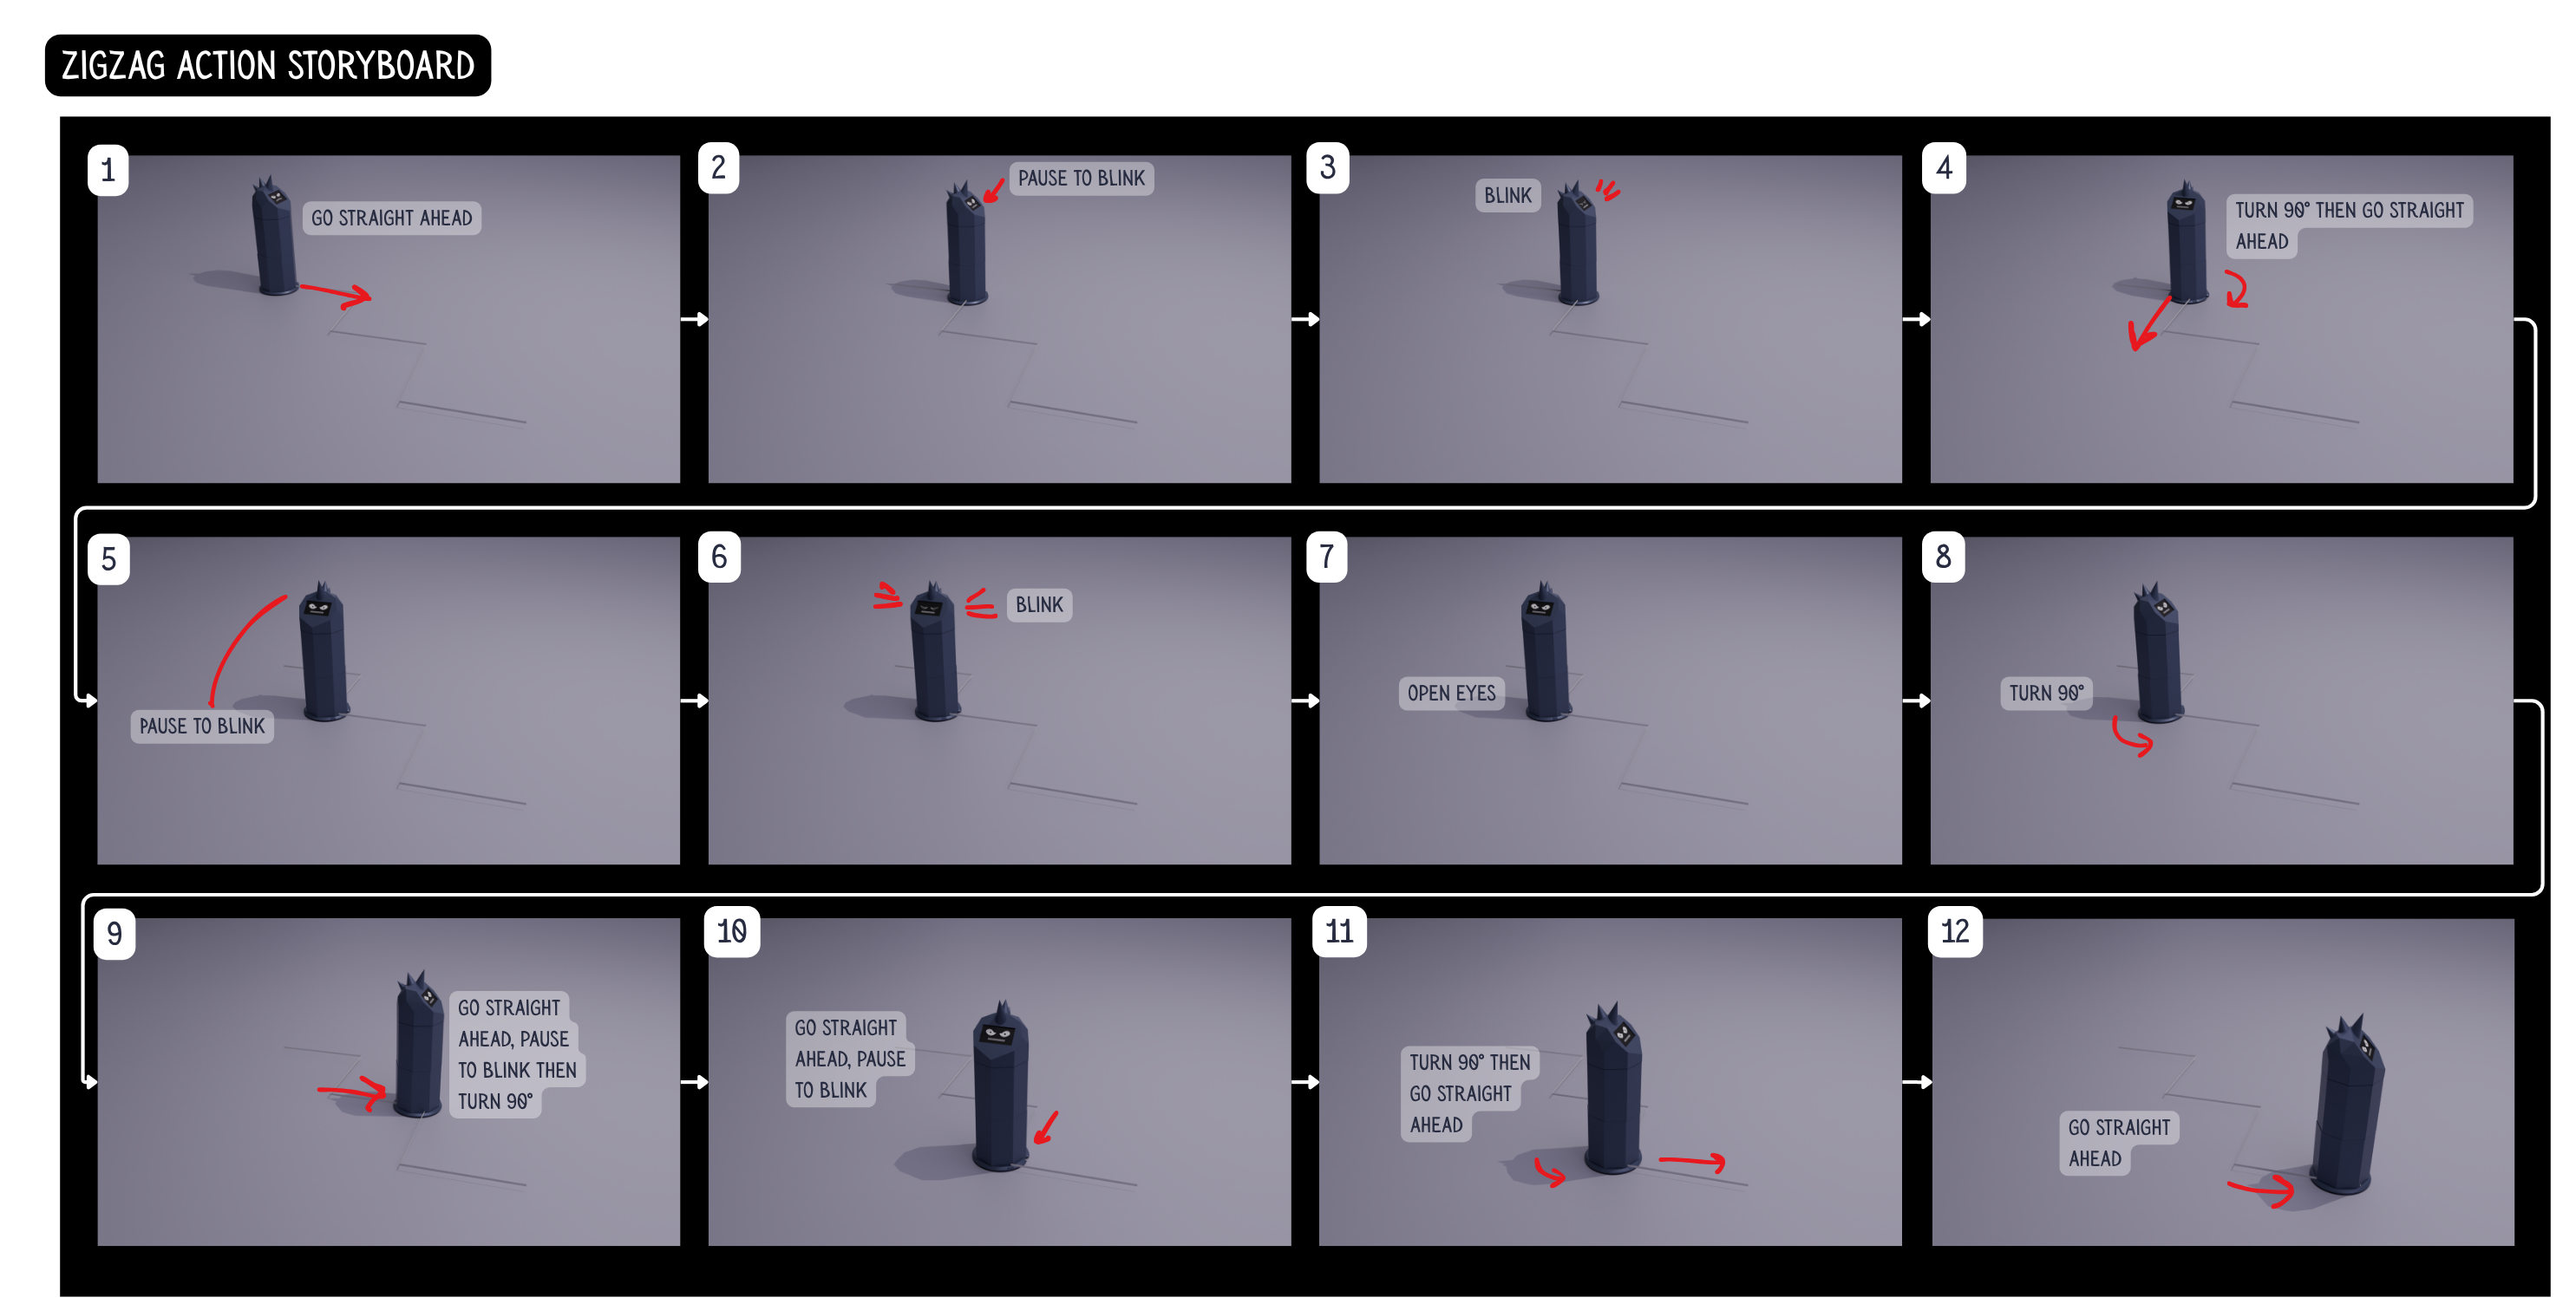 ZIGZAG ACTION STORYBOARD
1
GO STRAIGHT AHEAD
2
PAUSE TO BLINK
3
BLINK
4
TURN 90° THEN GO STRAIGHT
AHEAD
5
PAUSE TO BLINK
6
BLINK
7
OPEN EYES
8
TURN 90°
9
GO STRAIGHT
AHEAD, PAUSE
TO BLINK THEN
TURN 90°
10
GO STRAIGHT
AHEAD, PAUSE
TO BLINK
11
TURN 90° THEN
GO STRAIGHT
AHEAD
12
GO STRAIGHT
AHEAD